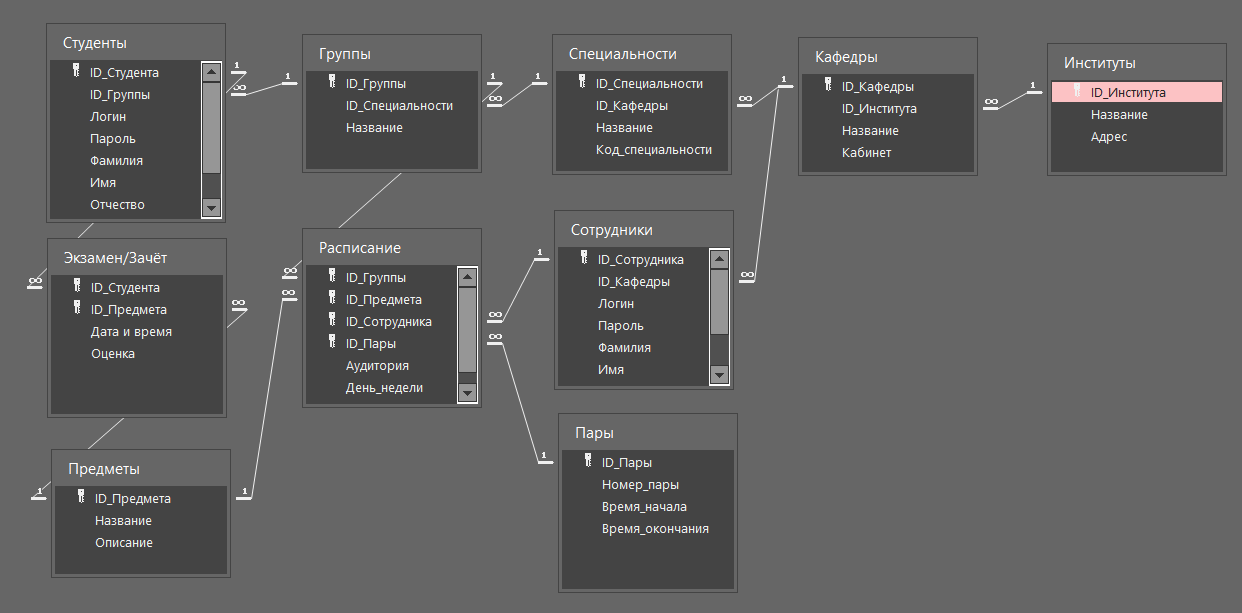 Студенты
ID_Студента
ID_Группы
Логин
Пароль
Фамилия
Имя
Отчество
Группы
ID_Группы
ID_Специальности
Название
Специальности
ID_Специальности
ID_Кафедры
Название
Код_специальности
Кафедры
ID_Кафедры
ID_Института
Название
Кабинет
Институты
ID_Института
Название
Адрес
Экзамен/Зачёт
ID_Студента
ID_Предмета
Дата и время
Оценка
Расписание
ID_Группы
ID_Предмета
ID_Сотрудника
ID_Пары
Аудитория
День_недели
Сотрудники
ID_Сотрудника
ID_Кафедры
Логин
Пароль
Фамилия
Имя
Предметы
ID_Предмета
Название
Описание
Пары
ID_Пары
Номер_пары
Время_начала
Время_окончания
1
∞
1
1
∞
1
∞
1
∞
1
∞
∞
∞
∞
∞
∞
1
∞
1
1
1